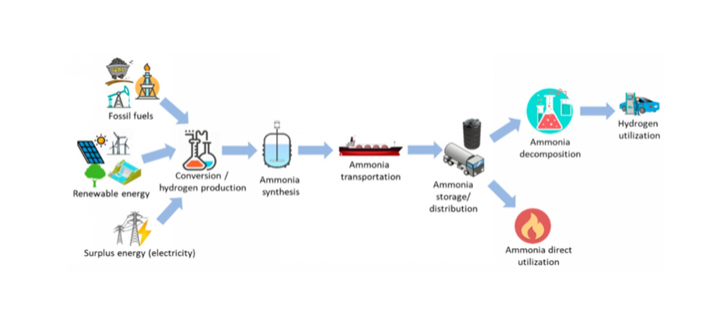 Fossil fuels
Renewable energy
Surplus energy (electricity)
Conversion /
hydrogen production
Ammonia
synthesis
Ammonia
transportation
Ammonia
storage/
distribution
Ammonia
decomposition
Hydrogen
utilization
Ammonia direct
utilization